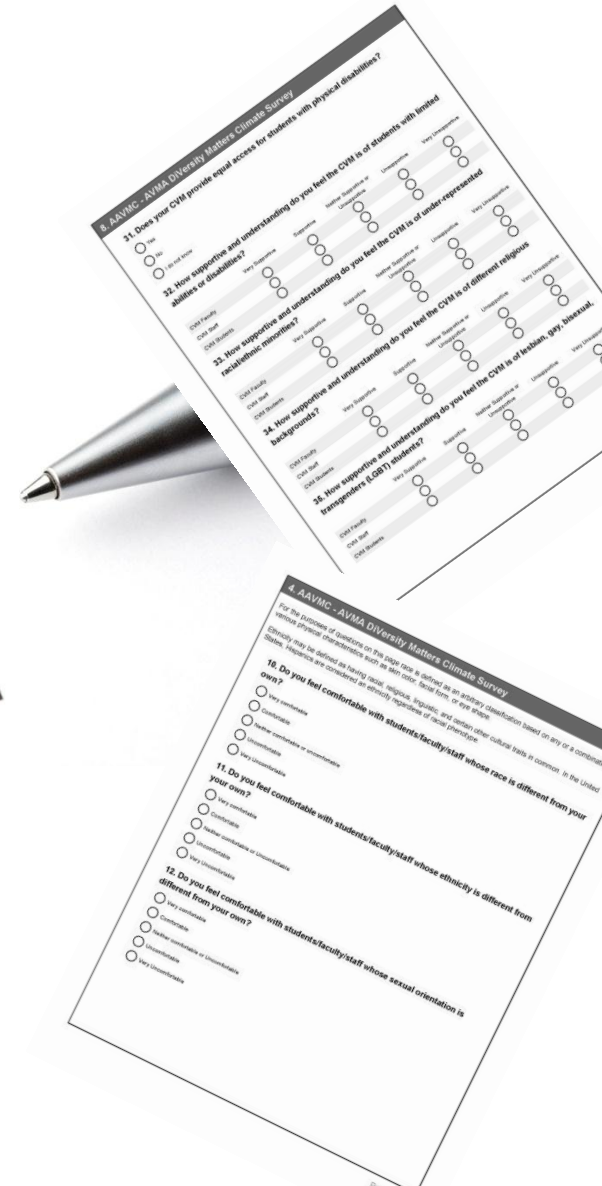 8. AAVMC - AVMA DiVersity Matters Climate Survey
31. Does your CVM provide equal access for students with physical disabilities?
Yes
No
I do not know
32. How supportive and understanding do you feel the CVM is of students with limited
abilities or disabilities?
Very Supportive Supportive Neither Supportive or Unsupportive Unsupportive Very Unsupportive
CVM Faculty
CVM Staff
CVM Students
33. How supportive and understanding do you feel the CVM is of under-represented
racial/ethnic minorities?
Very Supportive Supportive Neither Supportive or Unsupportive Unsupportive Very Unsupportive
CVM Faculty
CVM Staff
CVM Students
34. How supportive and understanding do you feel the CVM is of different religious
backgrounds?
Very Supportive Supportive Neither Supportive or Unsupportive Unsupportive Very Unsupportive
CVM Faculty
CVM Staff
CVM Students
35. How supportive and understanding do you feel the CVM is of lesbian, gay, bisexual,
transgenders (LGBT) students?
Very Supportive Supportive Neither Supportive or Unsupportive Unsupportive Very
CVM Faculty
CVM Staff
CVM Students
4. AAVMC - AVMA DiVersity Matters Climate Survey
For the purposes of questions on this page race is defined as an arbitrary classification based on any or a
various physical characteristics such as skin color, facial form, or eye shape.
Ethnicity may be defined as having racial, religious, linguistic, and certain other cultural traits in common. In the United
States, Hispanics are considered an ethnicity regardless of racial phenotype.
10. Do you feel comfortable with students/faculty/staff whose race is different from your
own?
Very comfortable
Comfortable
Neither comfortable or uncomfortable
Uncomfortable
Very Uncomfortable
11. Do you feel comfortable with students/faculty/staff whose ethnicity is different from
your own?
Very comfortable
Comfortable
Neither comfortable or Uncomfortable
Uncomfortable
Very Uncomfortable
12. Do you feel comfortable with students/faculty/staff whose sexual orientation is
different from your own?
Very comfortable
Comfortable
Neither comfortable or Uncomfortable
Uncomfortable
Very Uncomfortable